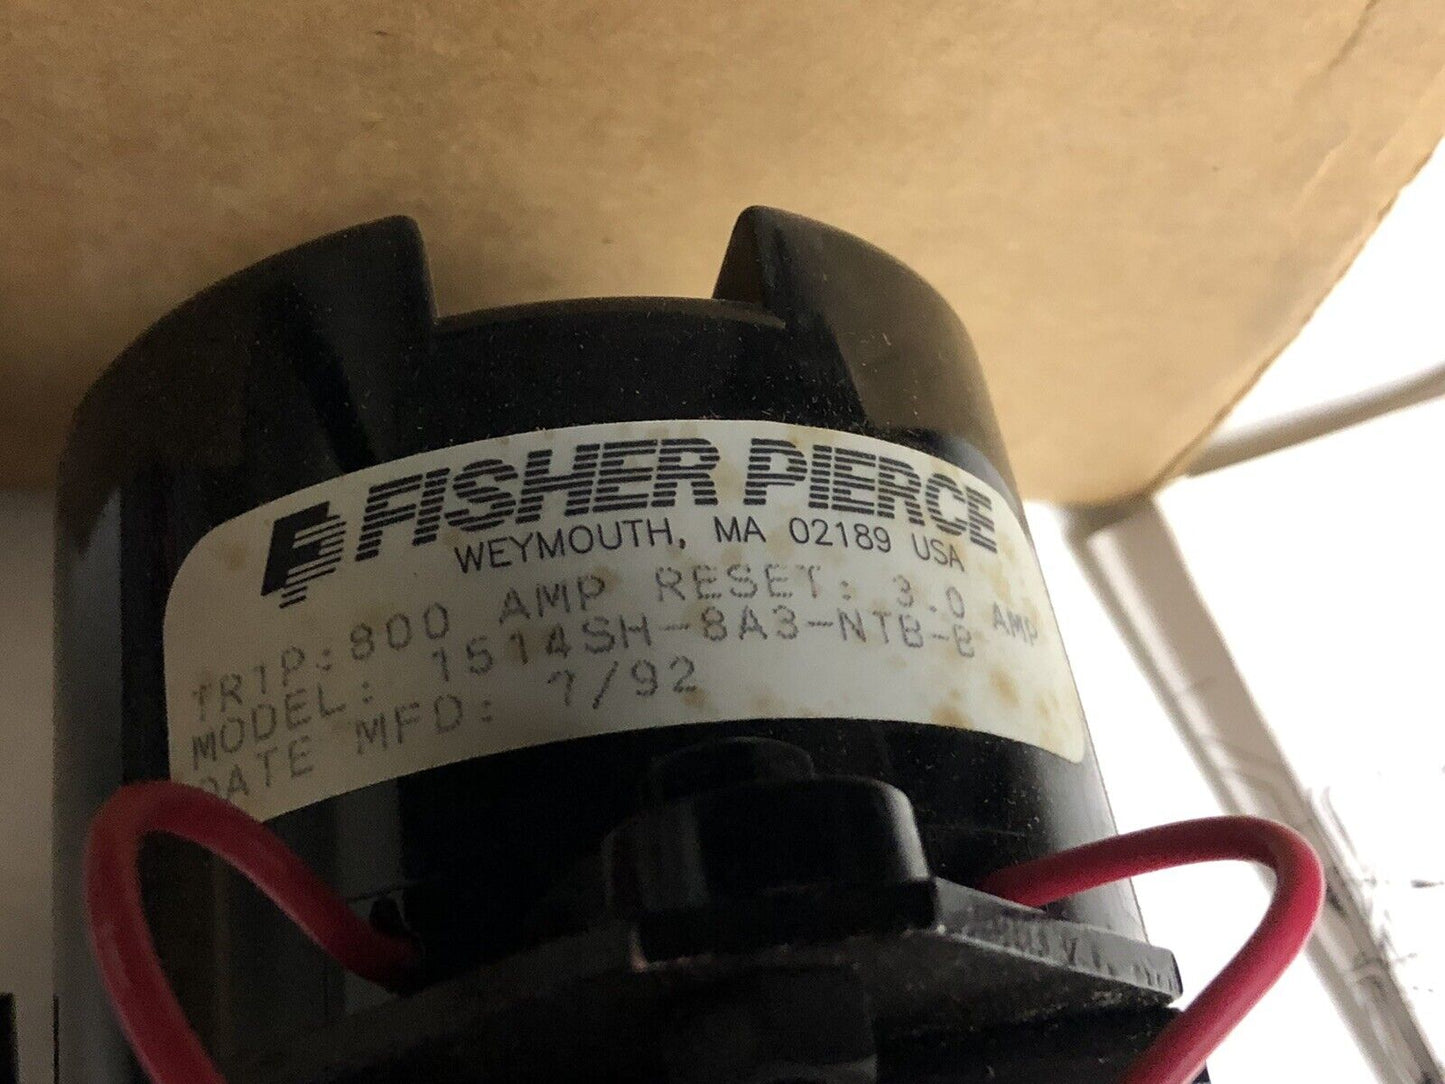 FISHER PIERCE
WEYMOUTH, MA 02189 USA
TRIP: 800 AMP RESET: 3.0 AMP
MODEL: 1514SH-8A3-NTB-B
DATE MFD: 7/92